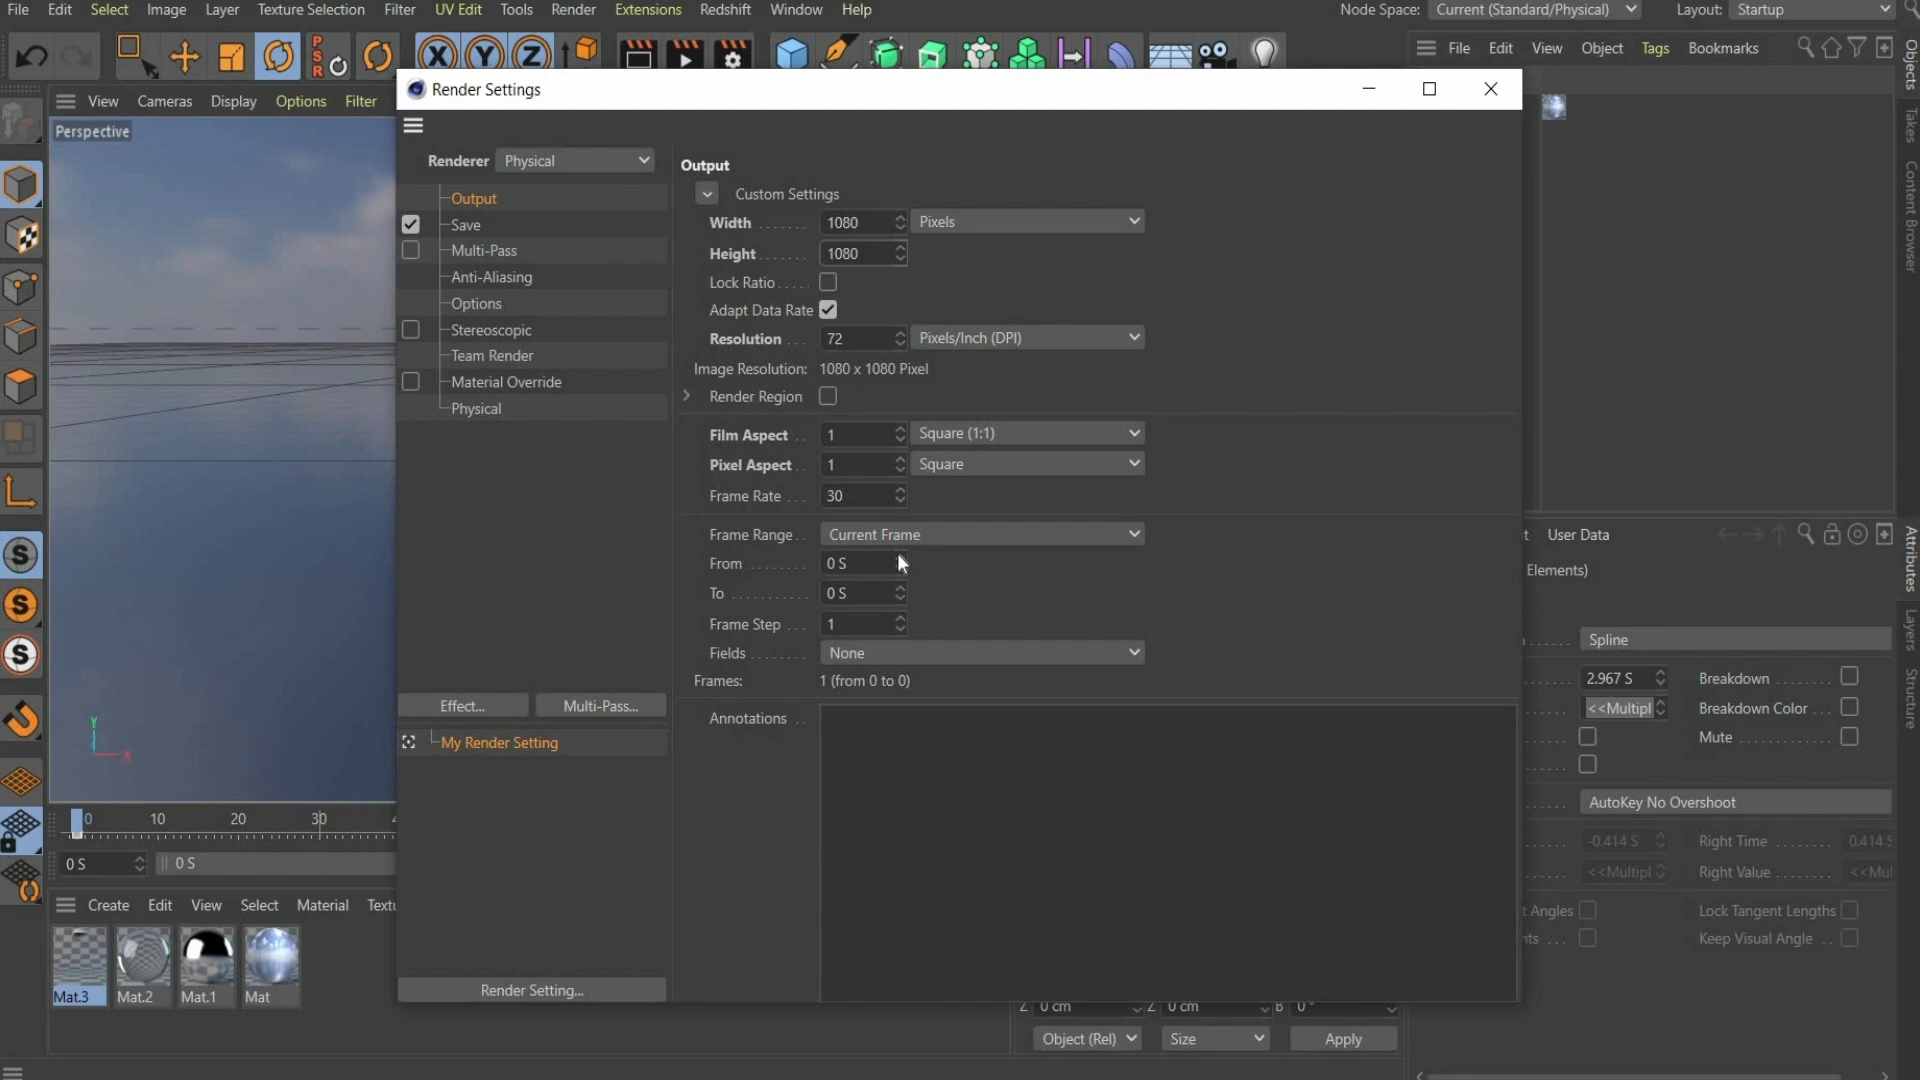 File Edit Select Image Layer Texture Selection Filter UV Edit Tools Render Extensions Redshift Window Help Node Space: Current (Standard/Physical) Layout: Startup
P S R X Y Z File Edit View Object Tags Bookmarks
Render Settings
View Cameras Display Options Filter
Perspective
Renderer Physical
Output
Save
Multi-Pass
Anti-Aliasing
Options
Stereoscopic
Team Render
Material Override
Physical
Effect... Multi-Pass...
My Render Setting
Render Setting...
Output
Custom Settings
Width ....... 1080 Pixels
Height ....... 1080
Lock Ratio .....
Adapt Data Rate
Resolution ... 72 Pixels/Inch (DPI)
Image Resolution: 1080 x 1080 Pixel
Render Region
Film Aspect .. 1 Square (1:1)
Pixel Aspect .. 1 Square
Frame Rate ... 30
Frame Range .. Current Frame
From ........ 0 S
To ........... 0 S
Frame Step ... 1
Fields ........ None
Frames: 1 (from 0 to 0)
Annotations ..
Objects
Takes
Content Browser
t User Data
Elements)
Spline
2.967 S Breakdown
<<Multipl Breakdown Color
Mute
AutoKey No Overshoot
-0.414 S Right Time 0.414 S
<<Multipl Right Value <<Mul
t Angles Lock Tangent Lengths
nts Keep Visual Angle
Attributes
Layers
Structure
S
S
S
Y
X
0 10 20 30 4
0 S 0 S
Create Edit View Select Material Textu
Mat.3 Mat.2 Mat.1 Mat
Z 0 cm Z 0 cm B 0 °
Object (Rel) Size Apply